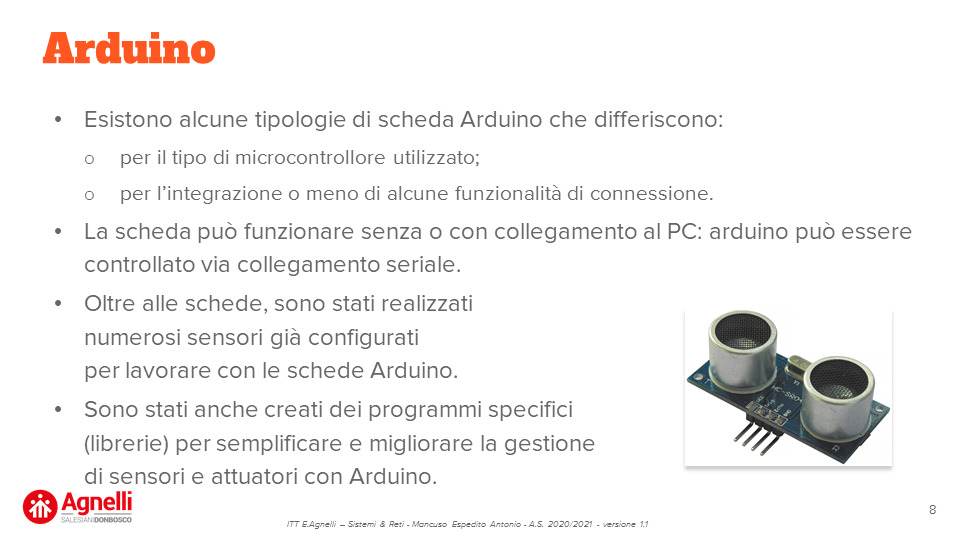 Arduino
• Esistono alcune tipologie di scheda Arduino che differiscono:
o per il tipo di microcontrollore utilizzato;
o per l’integrazione o meno di alcune funzionalità di connessione.
• La scheda può funzionare senza o con collegamento al PC: arduino può essere
controllato via collegamento seriale.
• Oltre alle schede, sono stati realizzati
numerosi sensori già configurati
per lavorare con le schede Arduino.
• Sono stati anche creati dei programmi specifici
(librerie) per semplificare e migliorare la gestione
di sensori e attuatori con Arduino.
T
R
Agnelli
SALESIANI DON BOSCO
ITT E.Agnelli – Sistemi & Reti - Mancuso Espedito Antonio - A.S. 2020/2021 - versione 1.1
8